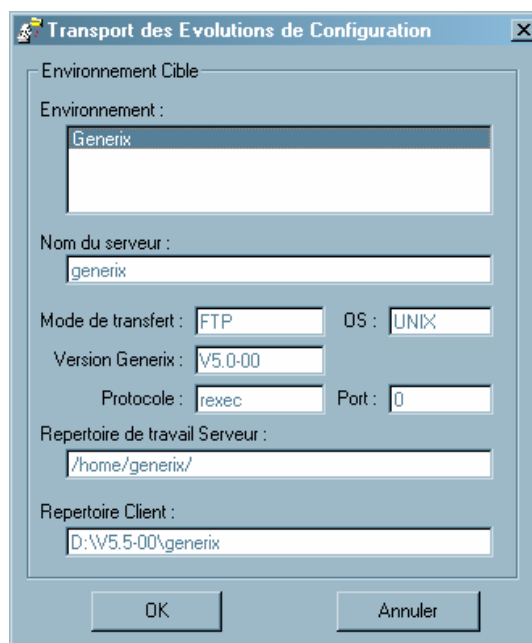 Transport des Evolutions de Configuration
Environnement Cible
Environnement :
Generix
Nom du serveur :
generix
Mode de transfert : FTP OS : UNIX
Version Generix : V5.0-00
Protocole : rexec Port : 0
Repertoire de travail Serveur :
/home/generix/
Repertoire Client :
D:\V5.5-00\generix
OK Annuler